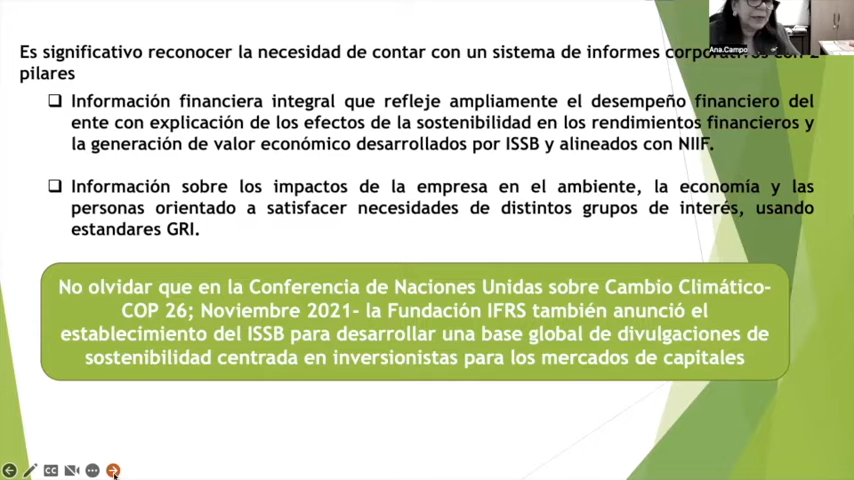 Ana.Campo
Es significativo reconocer la necesidad de contar con un sistema de informes corporativos con 2
pilares
Información financiera integral que refleje ampliamente el desempeño financiero del
ente con explicación de los efectos de la sostenibilidad en los rendimientos financieros y
la generación de valor económico desarrollados por ISSB y alineados con NIIF.
Información sobre los impactos de la empresa en el ambiente, la economía y las
personas orientado a satisfacer necesidades de distintos grupos de interés, usando
estandares GRI.
No olvidar que en la Conferencia de Naciones Unidas sobre Cambio Climático-
COP 26; Noviembre 2021- la Fundación IFRS también anunció el
establecimiento del ISSB para desarrollar una base global de divulgaciones de
sostenibilidad centrada en inversionistas para los mercados de capitales
CC